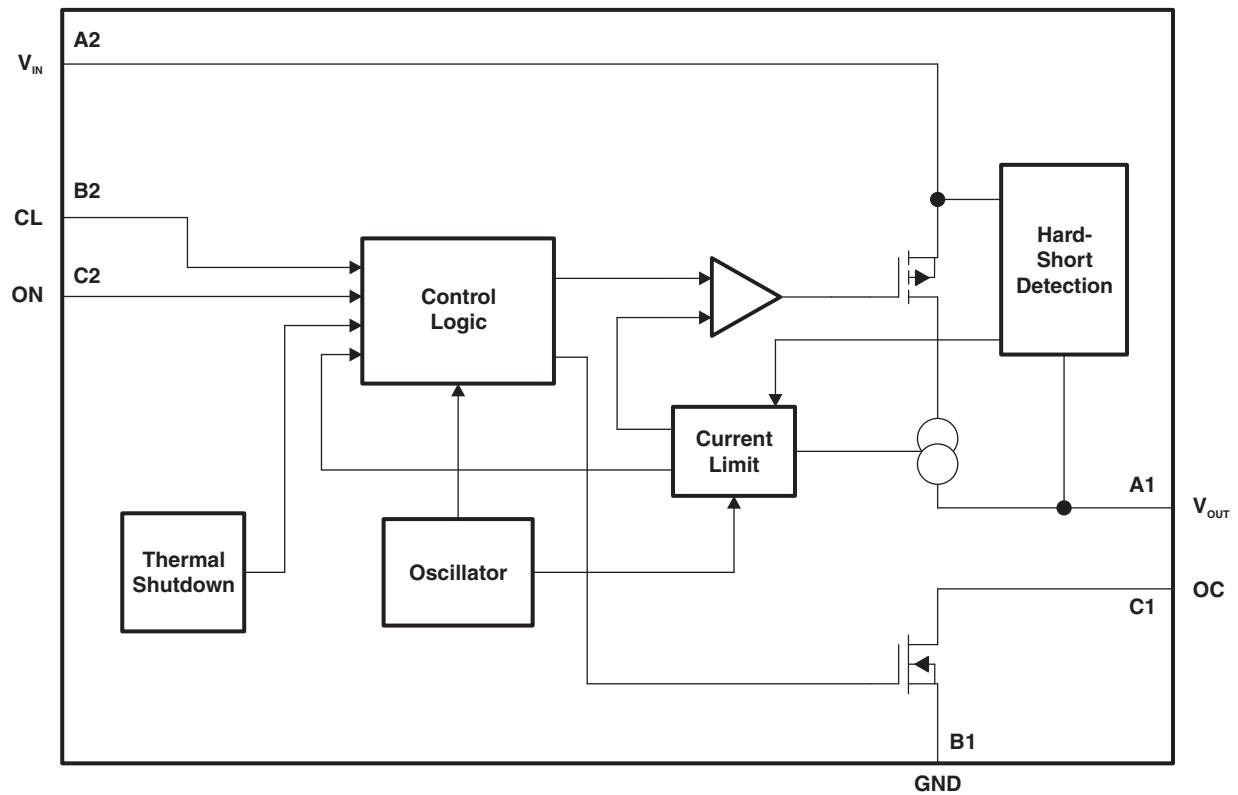 A2
V_IN
B2
CL
C2
ON
Control
Logic
Hard-
Short
Detection
Current
Limit
A1
V_OUT
Thermal
Shutdown
Oscillator
OC
C1
B1
GND